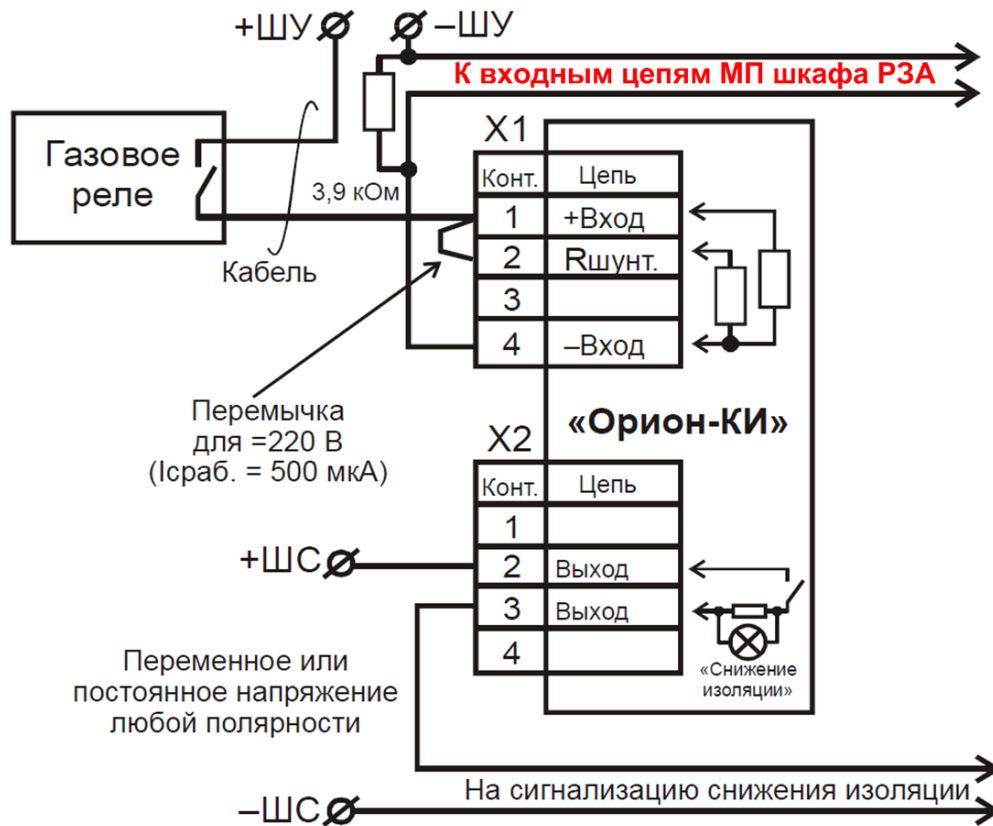 +ШУ
–ШУ
К входным цепям МП шкафа РЗА
Газовое
реле
3,9 кОм
Кабель
X1
Конт. Цепь
1 +Вход
2 Rшунт.
3
4 –Вход
Перемычка
для =220 В
(Iсраб. = 500 мкА)
«Орион-КИ»
X2
Конт. Цепь
1
2 Выход
3 Выход
4
+ШС
«Снижение
изоляции»
Переменное или
постоянное напряжение
любой полярности
На сигнализацию снижения изоляции
–ШС